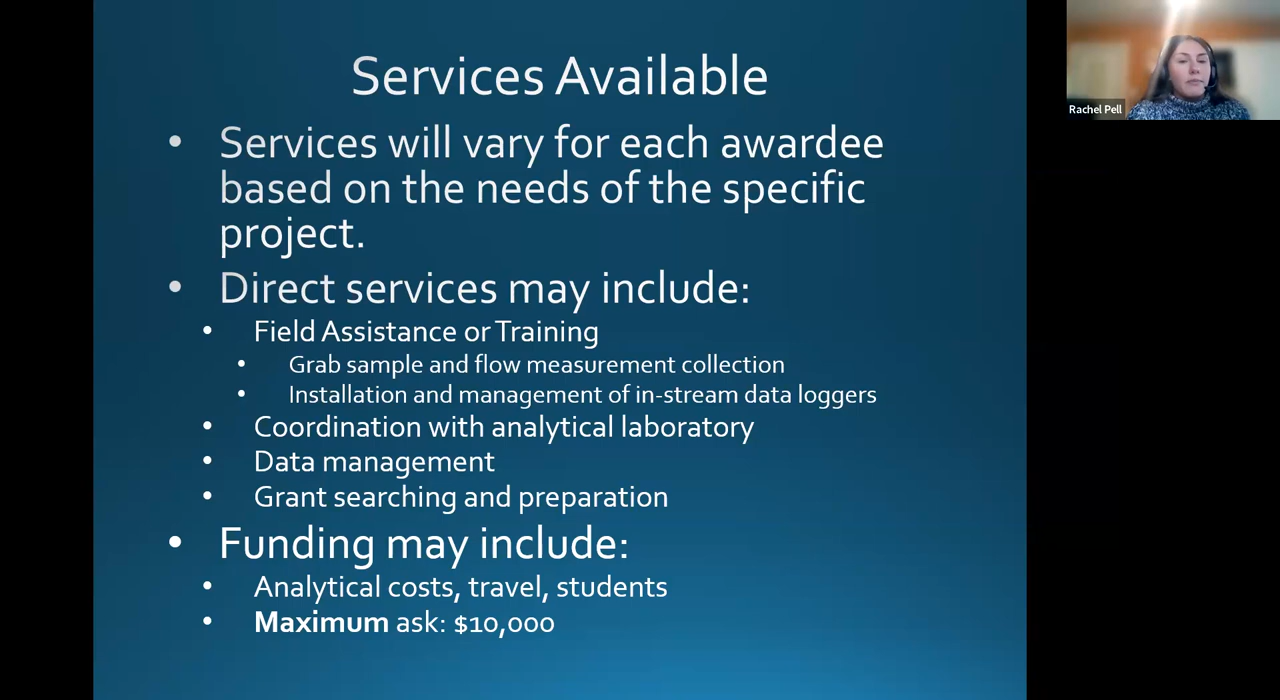 Services Available
• Services will vary for each awardee
based on the needs of the specific
project.
• Direct services may include:
• Field Assistance or Training
• Grab sample and flow measurement collection
• Installation and management of in-stream data loggers
• Coordination with analytical laboratory
• Data management
• Grant searching and preparation
• Funding may include:
• Analytical costs, travel, students
• Maximum ask: $10,000
Rachel Pell